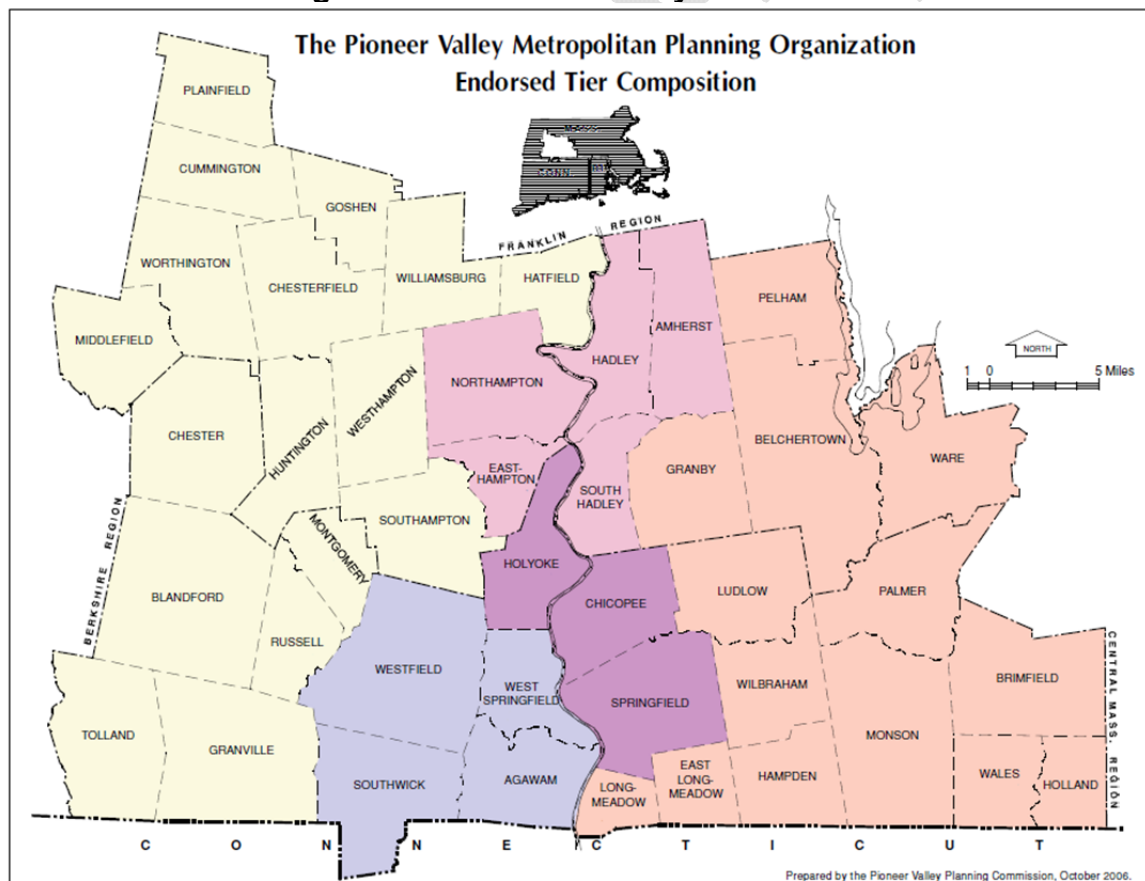 The Pioneer Valley Metropolitan Planning Organization
Endorsed Tier Composition
MASS.
CONN.
R.I.
PLAINFIELD
CUMMINGTON
GOSHEN
FRANKLIN REGION
WORTHINGTON
CHESTERFIELD
WILLIAMSBURG
HATFIELD
PELHAM
MIDDLEFIELD
AMHERST
HADLEY
NORTH
1 0 5 Miles
NORTHAMPTON
WESTHAMPTON
CHESTER
HUNTINGTON
BELCHERTOWN
WARE
GRANBY
EAST-
HAMPTON
SOUTH
HADLEY
SOUTHAMPTON
MONTGOMERY
BERKSHIRE REGION
HOLYOKE
CHICOPEE
LUDLOW
PALMER
BLANDFORD
RUSSELL
WESTFIELD
WEST
SPRINGFIELD
SPRINGFIELD
WILBRAHAM
BRIMFIELD
CENTRAL MASS. REGION
TOLLAND
GRANVILLE
MONSON
SOUTHWICK
AGAWAM
LONG-
MEADOW
EAST
LONG-
MEADOW
HAMPDEN
WALES
HOLLAND
C O N N E C T I C U T
Prepared by the Pioneer Valley Planning Commission, October 2006.